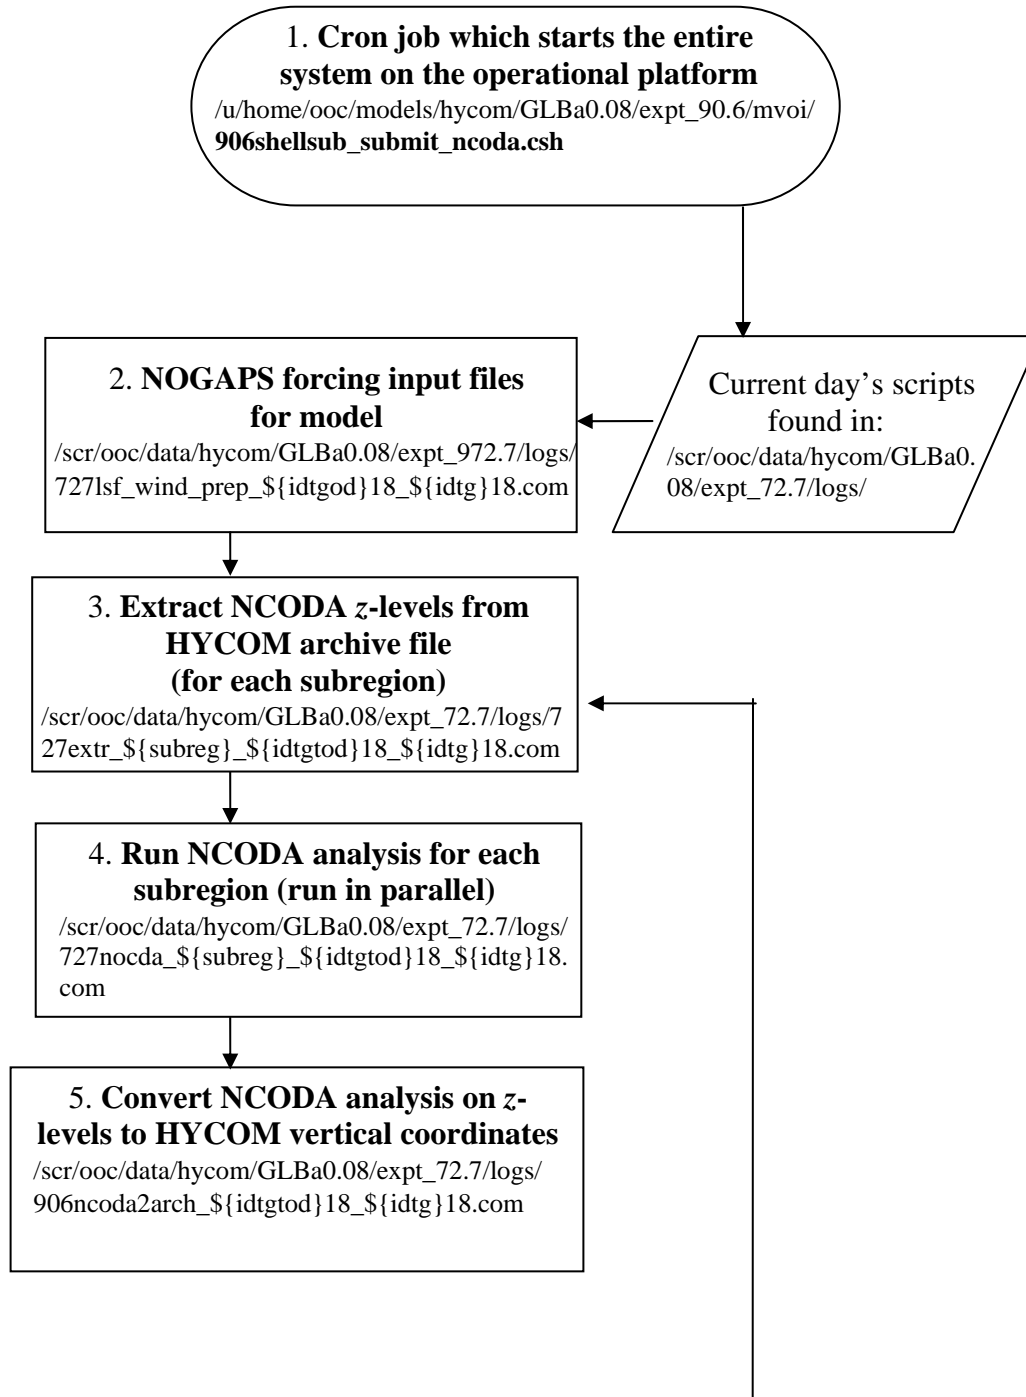 1. Cron job which starts the entire
system on the operational platform
/u/home/ooc/models/hycom/GLBa0.08/expt_90.6/mvoi/
906shellsub_submit_ncoda.csh
2. NOGAPS forcing input files
for model
/scr/ooc/data/hycom/GLBa0.08/expt_972.7/logs/
727lsf_wind_prep_${idtgod}18_${idtg}18.com
Current day’s scripts
found in:
/scr/ooc/data/hycom/GLBa0.
08/expt_72.7/logs/
3. Extract NCODA z-levels from
HYCOM archive file
(for each subregion)
/scr/ooc/data/hycom/GLBa0.08/expt_72.7/logs/7
27extr_${subreg}_${idtgtod}18_${idtg}18.com
4. Run NCODA analysis for each
subregion (run in parallel)
/scr/ooc/data/hycom/GLBa0.08/expt_72.7/logs/
727nocda_${subreg}_${idtgtod}18_${idtg}18.
com
5. Convert NCODA analysis on z-
levels to HYCOM vertical coordinates
/scr/ooc/data/hycom/GLBa0.08/expt_72.7/logs/
906ncoda2arch_${idtgtod}18_${idtg}18.com